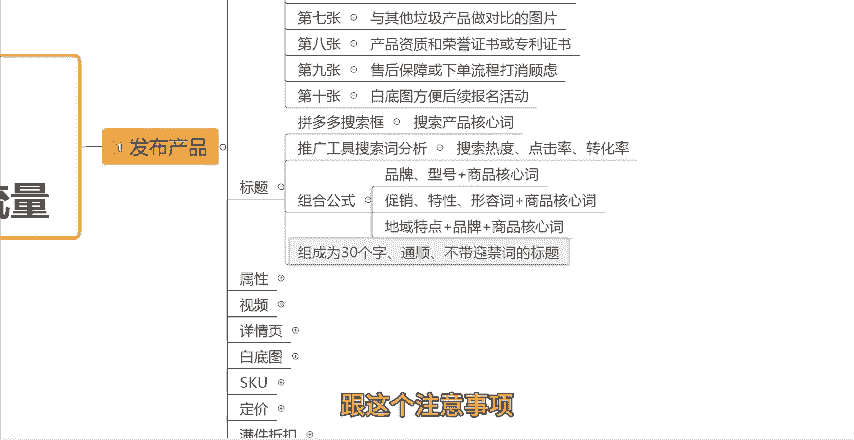 第七张 与其他垃圾产品做对比的图片
第八张 产品资质和荣誉证书或专利证书
第九张 售后保障或下单流程打消顾虑
第十张 白底图方便后续报名活动
拼多多搜索框 搜索产品核心词
发布产品
推广工具搜索词分析 搜索热度、点击率、转化率
品牌、型号+商品核心词
标题
组合公式 促销、特性、形容词+商品核心词
流量
地域特点+品牌+商品核心词
组成为30个字、通顺、不带违禁词的标题
属性
视频
详情页
白底图
SKU
定价
跟这个注意事项
满件折扣